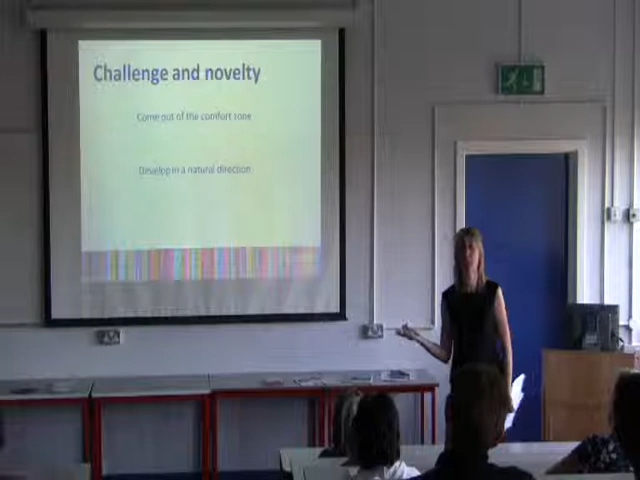 Challenge and novelty
Come out of the comfort zone
Develop in a natural direction